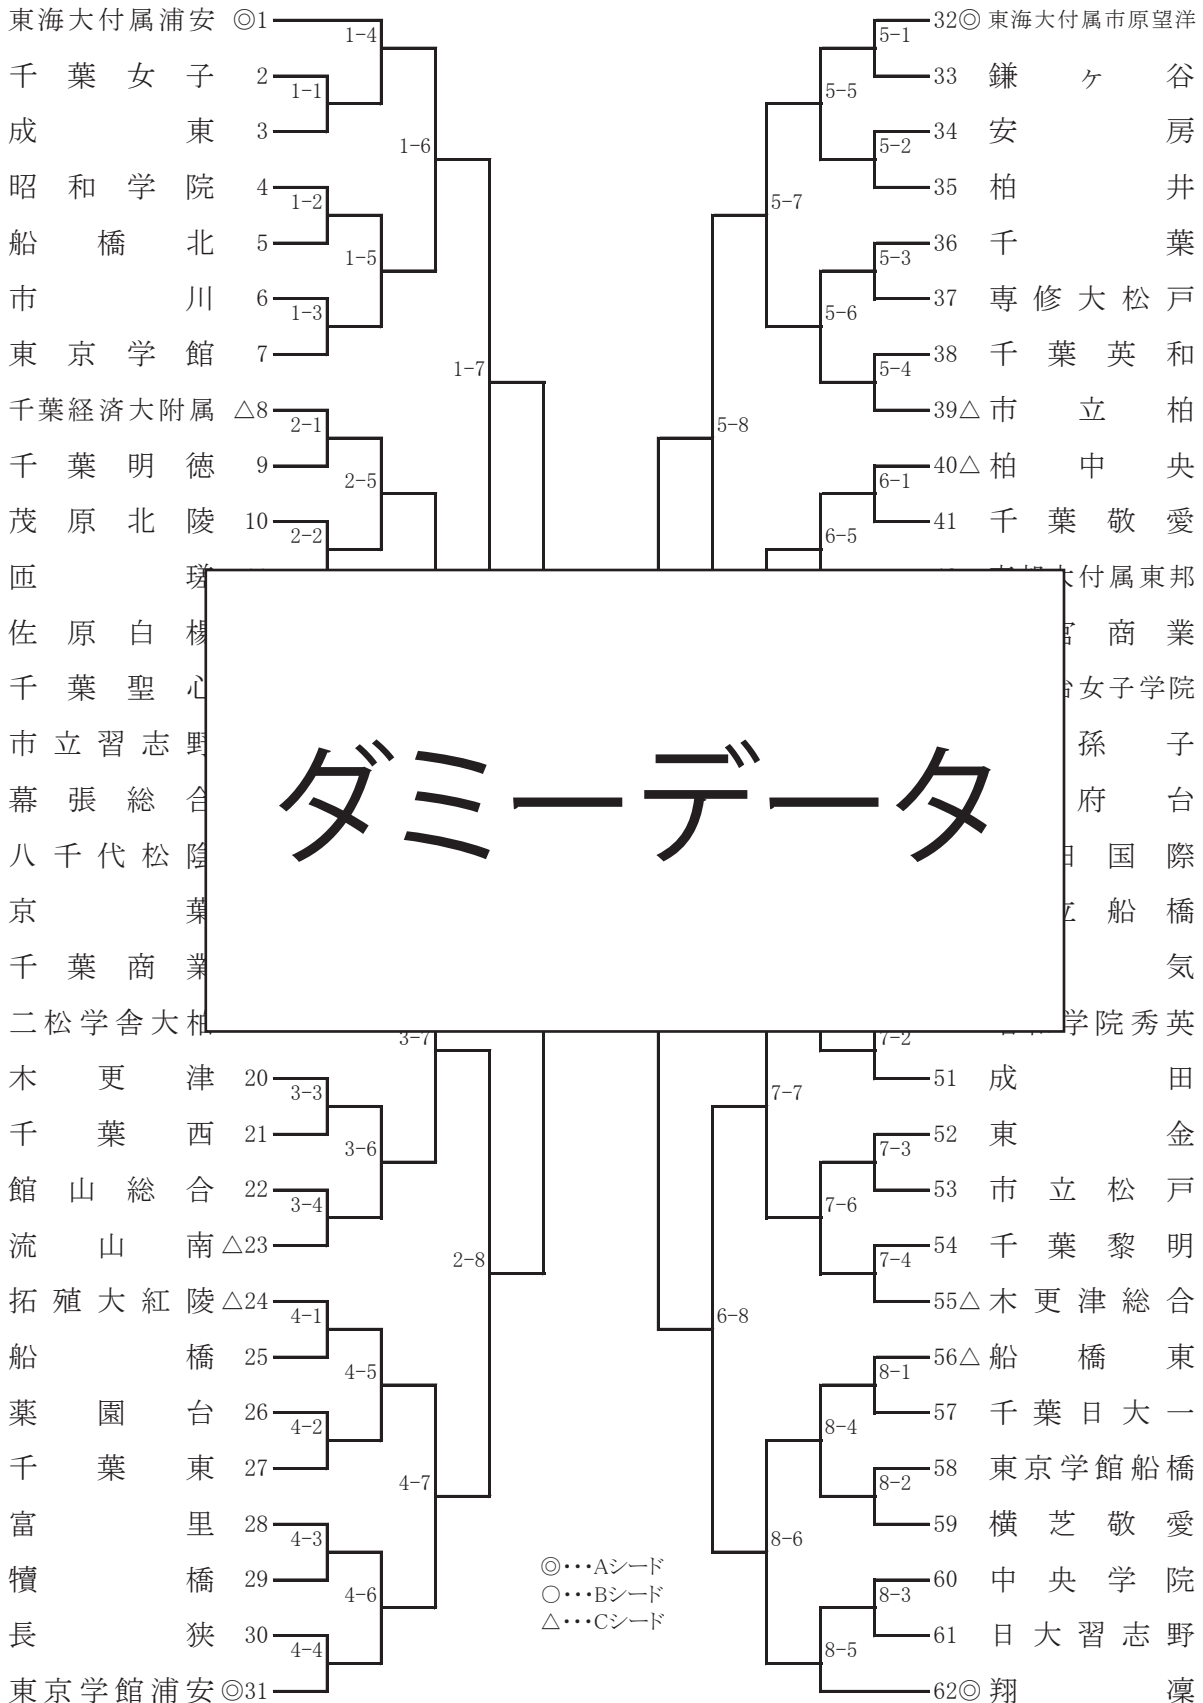 東海大付属浦安 ◎1
1-4
千葉女子 2
1-1
成東 3
1-6
昭和学院 4
1-2
船橋北 5
1-5
市川 6
1-3
東京学館 7
1-7
千葉経済大附属 △8
2-1
千葉明徳 9
2-5
茂原北陵 10
2-2
匝瑳
佐原白楊
千葉聖心
市立習志野
幕張総合
八千代松陰
京葉
千葉商業
二松学舎大柏
3-7
木更津 20
3-3
千葉西 21
3-6
館山総合 22
3-4
流山南 △23
2-8
拓殖大紅陵 △24
4-1
船橋 25
4-5
薬園台 26
4-2
千葉東 27
4-7
富里 28
4-3
犢橋 29
4-6
長狭 30
4-4
東京学館浦安 ◎31
ダミーデータ
◎・・・Aシード
○・・・Bシード
△・・・Cシード
32◎ 東海大付属市原望洋
5-1
33 鎌ヶ谷
5-5
34 安房
5-2
35 柏井
5-7
36 千葉
5-3
37 専修大松戸
5-6
38 千葉英和
5-4
39△ 市立柏
5-8
40△ 柏中央
6-1
41 千葉敬愛
6-5
付属東邦
商業
女子学院
孫子
府台
国際
船橋
気
学院秀英
7-2
51 成田
7-7
52 東金
7-3
53 市立松戸
7-6
54 千葉黎明
7-4
55△ 木更津総合
6-8
56△ 船橋東
8-1
57 千葉日大一
8-4
58 東京学館船橋
8-2
59 横芝敬愛
8-6
60 中央学院
8-3
61 日大習志野
8-5
62◎ 翔凜